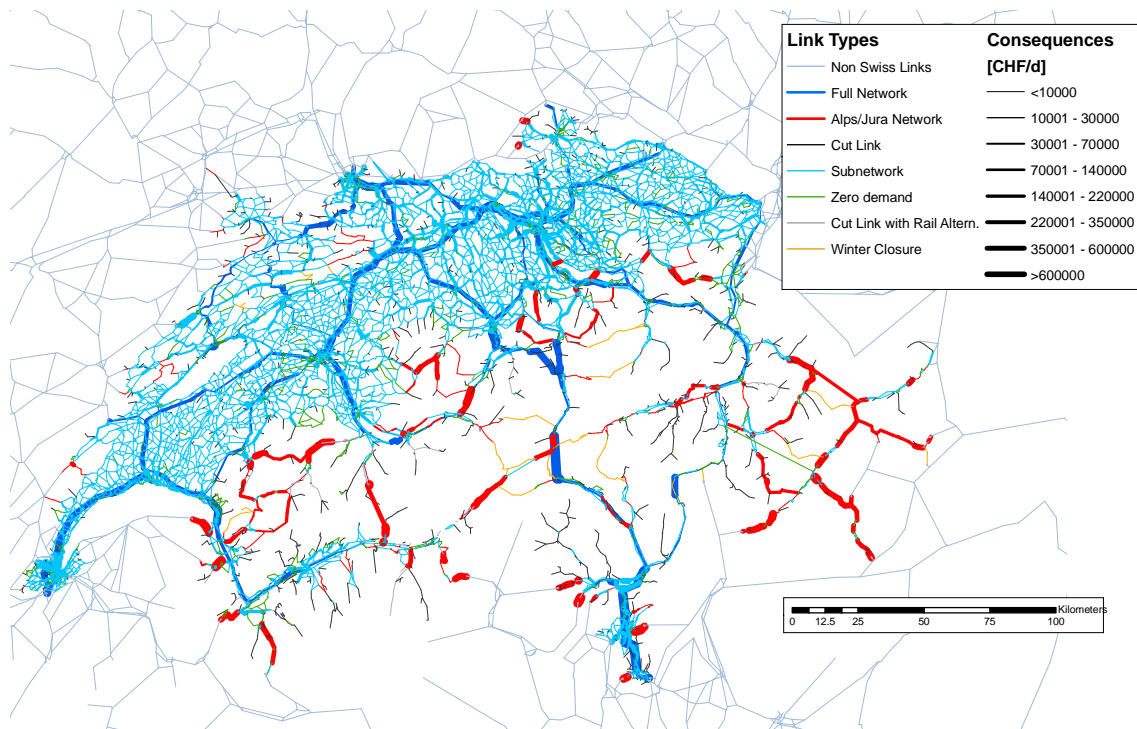 Link Types
Non Swiss Links
Full Network
Alps/Jura Network
Cut Link
Subnetwork
Zero demand
Cut Link with Rail Altern.
Winter Closure
Consequences
[CHF/d]
<10000
10001 - 30000
30001 - 70000
70001 - 140000
140001 - 220000
220001 - 350000
350001 - 600000
>600000
Kilometers
0 12.5 25 50 75 100